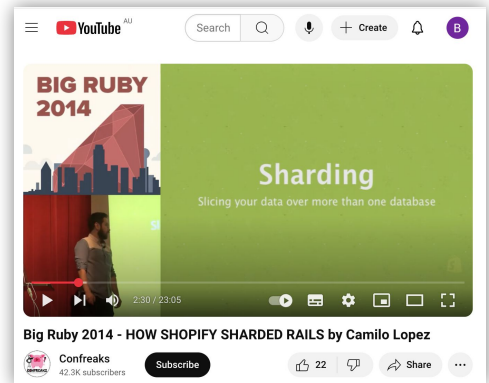 YouTube AU
Search
Create
B
BIG RUBY
2014
Sharding
Slicing your data over more than one database
2:30 / 23:05
Big Ruby 2014 - HOW SHOPIFY SHARDED RAILS by Camilo Lopez
CONFREAKS
Confreaks
42.3K subscribers
Subscribe
22
Share